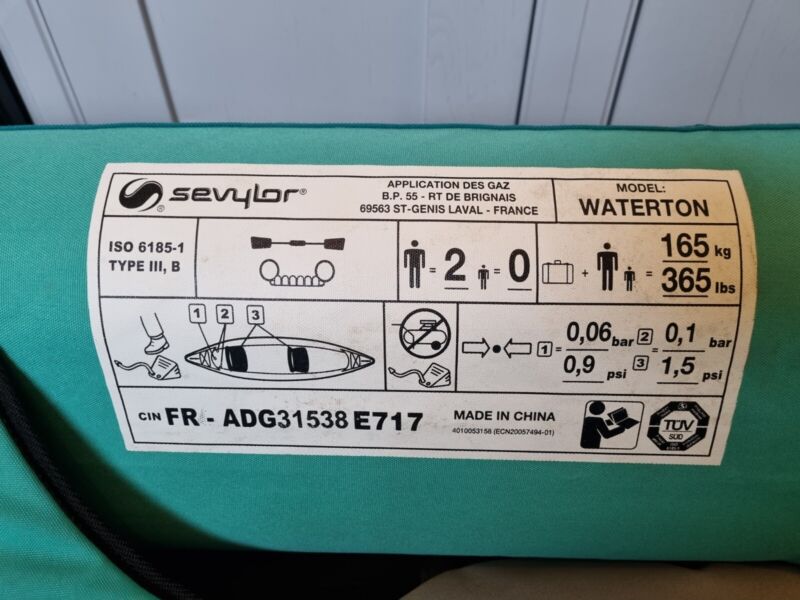 sevylor®
APPLICATION DES GAZ
B.P. 55 - RT DE BRIGNAIS
69563 ST-GENIS LAVAL - FRANCE
MODEL:
WATERTON
ISO 6185-1
TYPE III, B
= 2 = 0
+ = 165 kg
365 lbs
1 2 3
1 = 0,06 bar
0,9 psi
2 3 = 0,1 bar
1,5 psi
CIN FR - ADG31538 E717
MADE IN CHINA
4010053158 (ECN20057494-01)
TÜV
SÜD